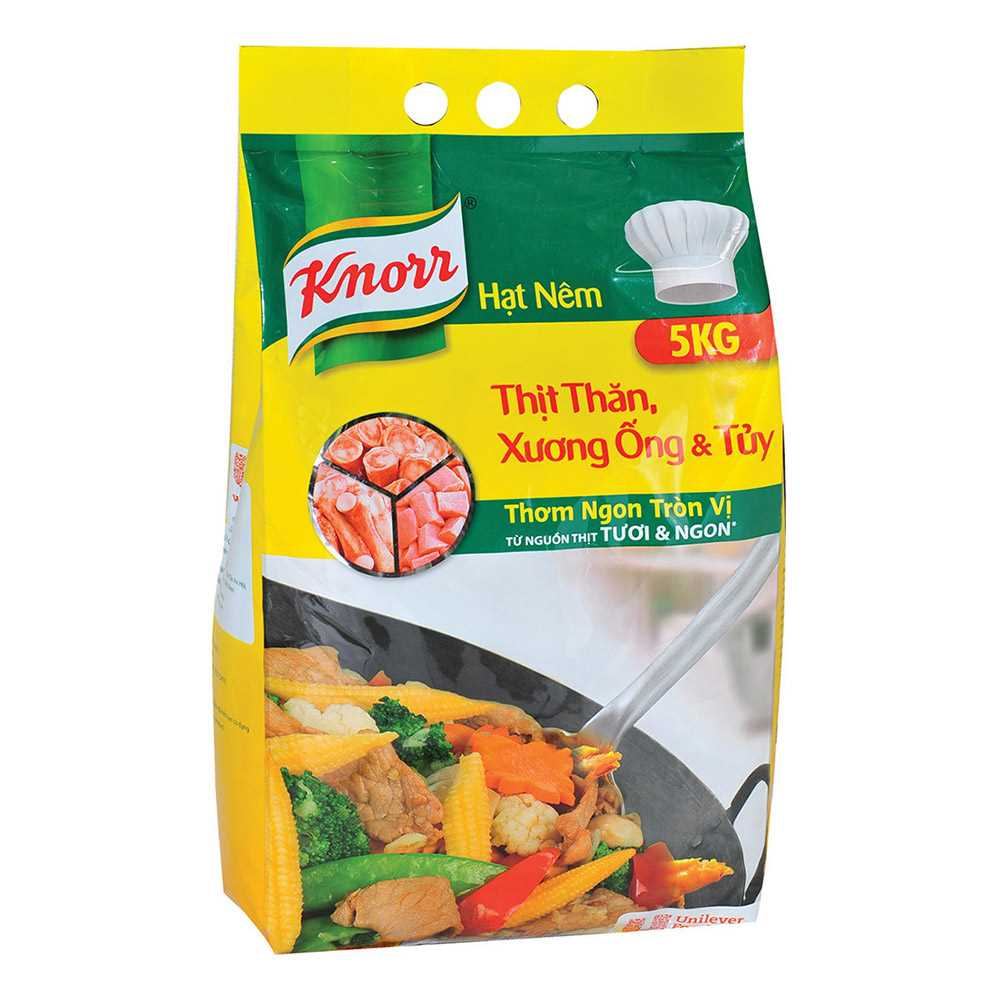 Knorr®
Hạt Nêm
5KG
Thịt Thăn,
Xương Ống & Tủy
Thơm Ngon Tròn Vị
TỪ NGUỒN THỊT TƯƠI & NGON*
Unilever